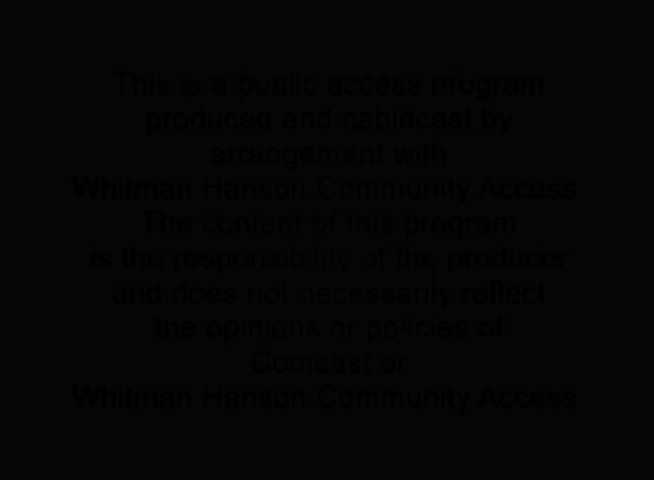 This is a public access program
produced and cablecast by
arrangement with
Whitman Hanson Community Access
The content of this program
is the responsibility of the producer
and does not necessarily reflect
the opinions or policies of
Comcast or
Whitman Hanson Community Access